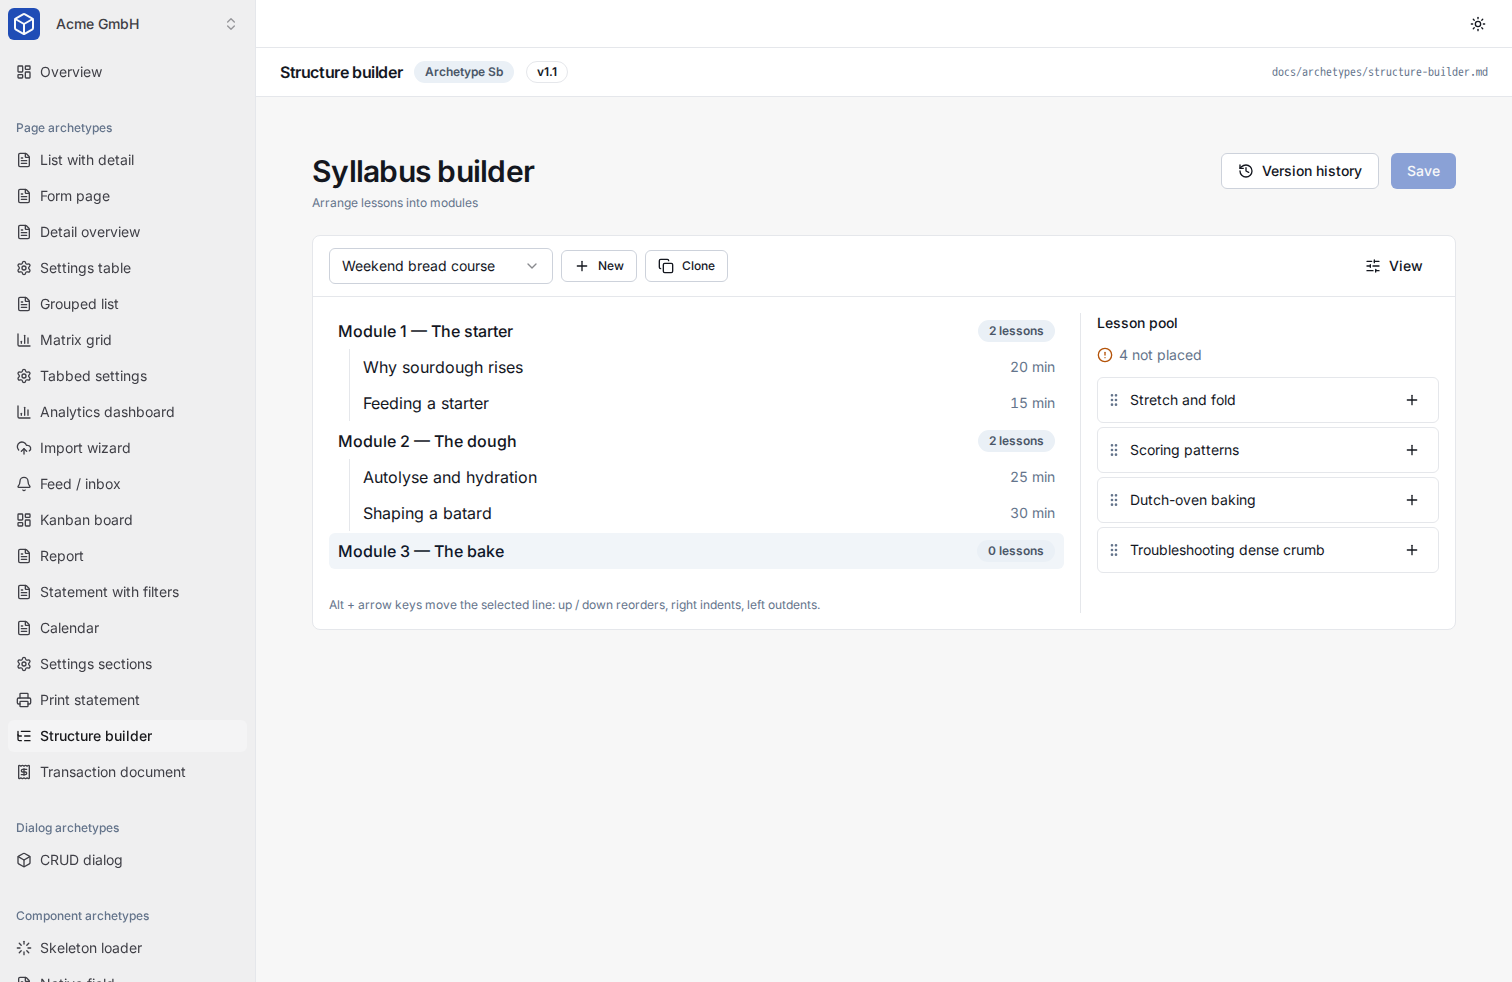 Acme GmbH
Overview
Page archetypes
List with detail
Form page
Detail overview
Settings table
Grouped list
Matrix grid
Tabbed settings
Analytics dashboard
Import wizard
Feed / inbox
Kanban board
Report
Statement with filters
Calendar
Settings sections
Print statement
Structure builder
Transaction document
Dialog archetypes
CRUD dialog
Component archetypes
Skeleton loader
Native field
Structure builder
Archetype Sb
v1.1
docs/archetypes/structure-builder.md
Syllabus builder
Arrange lessons into modules
Version history
Save
Weekend bread course
New
Clone
View
Module 1 — The starter
2 lessons
Why sourdough rises
20 min
Feeding a starter
15 min
Module 2 — The dough
2 lessons
Autolyse and hydration
25 min
Shaping a batard
30 min
Module 3 — The bake
0 lessons
Alt + arrow keys move the selected line: up / down reorders, right indents, left outdents.
Lesson pool
4 not placed
Stretch and fold
Scoring patterns
Dutch-oven baking
Troubleshooting dense crumb